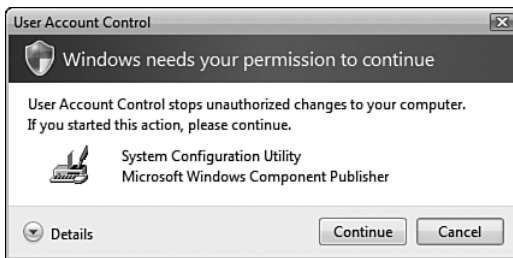 User Account Control
Windows needs your permission to continue
User Account Control stops unauthorized changes to your computer.
If you started this action, please continue.
System Configuration Utility
Microsoft Windows Component Publisher
Details
Continue
Cancel